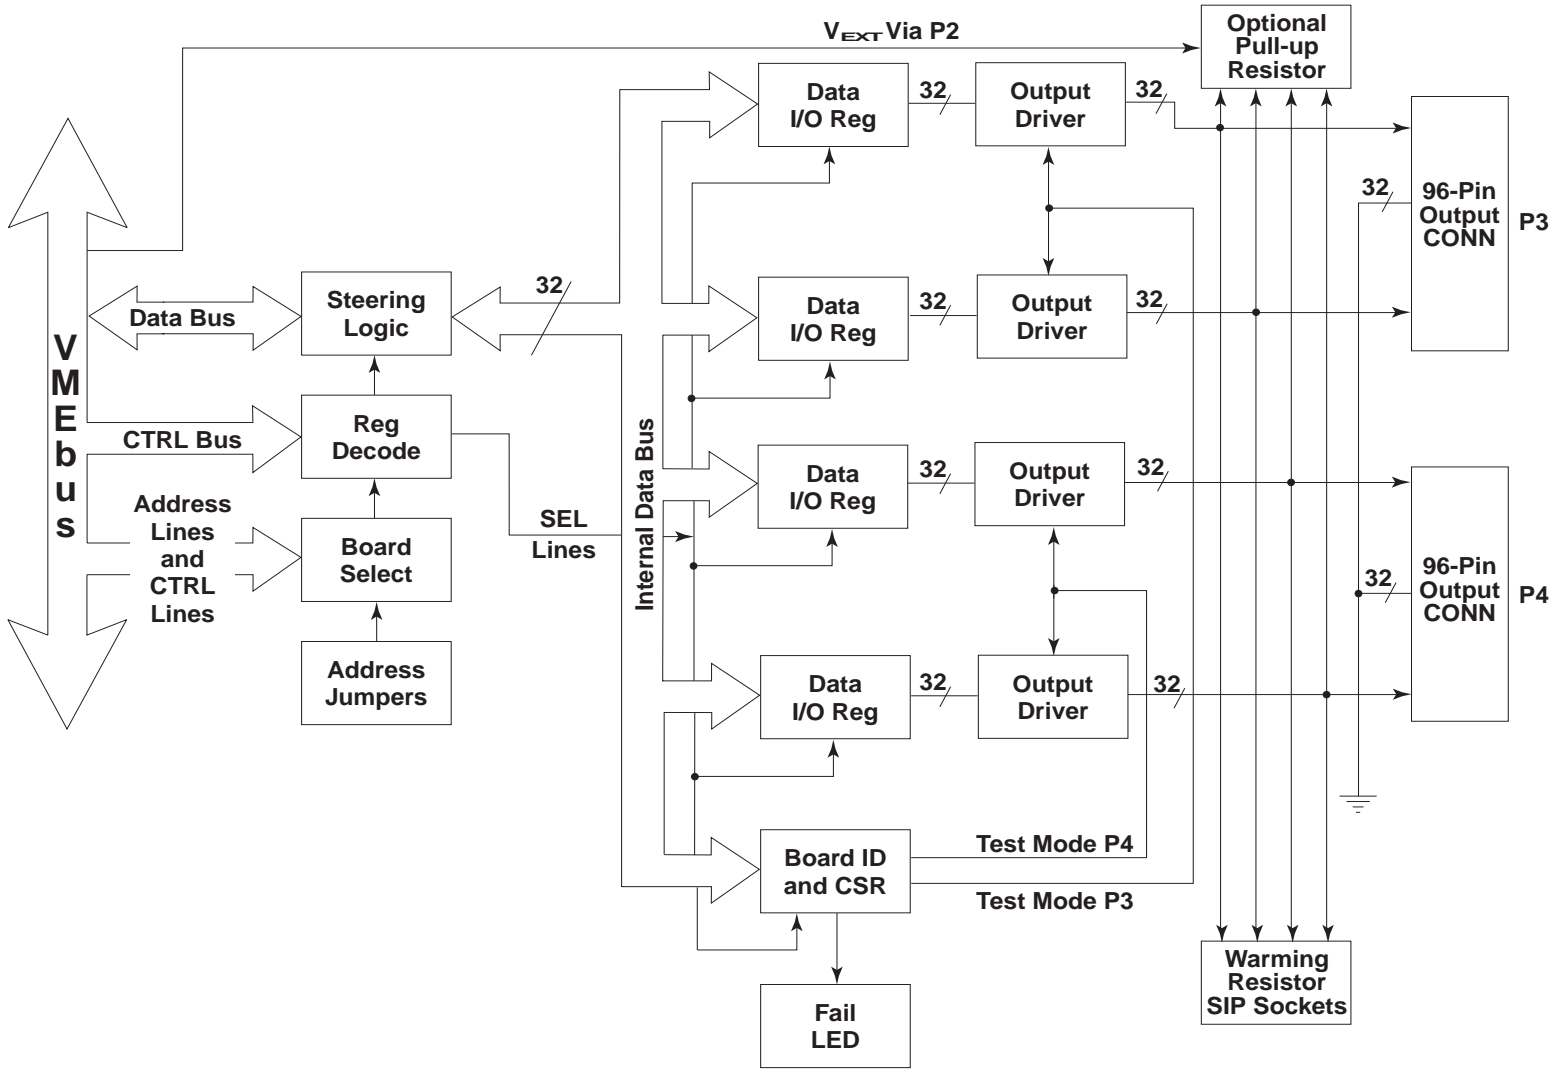 VEXT Via P2
Optional
Pull-up
Resistor
32
Data
I/O Reg
32
Output
Driver
32
96-Pin
Output
CONN
P3
VMEbus
Data Bus
Steering
Logic
32
Data
I/O Reg
32
Output
Driver
32
CTRL Bus
Reg
Decode
Internal Data Bus
Data
I/O Reg
32
Output
Driver
32
Address
Lines
and
CTRL
Lines
Board
Select
SEL
Lines
32
96-Pin
Output
CONN
P4
Address
Jumpers
Data
I/O Reg
32
Output
Driver
32
Board ID
and CSR
Test Mode P4
Test Mode P3
Warming
Resistor
SIP Sockets
Fail
LED